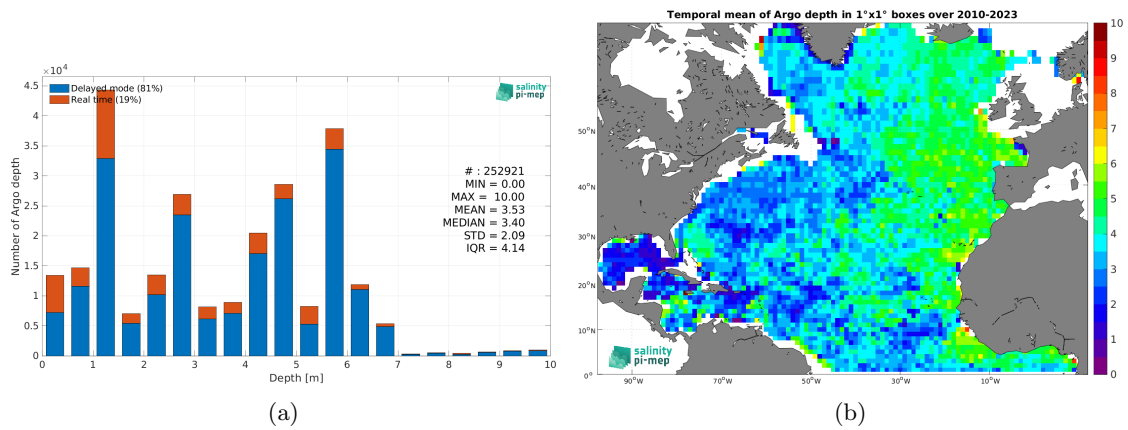 ×10⁴
Delayed mode (81%)
Real time (19%)
salinity
pi-mep
# : 252921
MIN = 0.00
MAX = 10.00
MEAN = 3.53
MEDIAN = 3.40
STD = 2.09
IQR = 4.14
Number of Argo depth
4.5
4
3.5
3
2.5
2
1.5
1
0.5
0
0 1 2 3 4 5 6 7 8 9 10
Depth [m]
(a)
Temporal mean of Argo depth in 1°x1° boxes over 2010-2023
50°N
40°N
30°N
20°N
10°N
0°
90°W 70°W 50°W 30°W 10°W
salinity
pi-mep
10
9
8
7
6
5
4
3
2
1
0
(b)